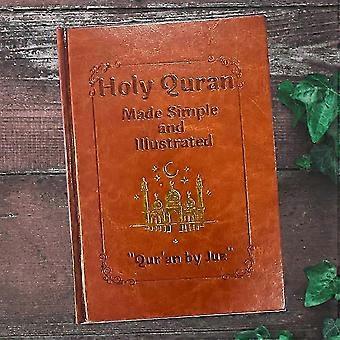 Holy Quran
Made Simple
and
Illustrated
"Qur'an by Juz"